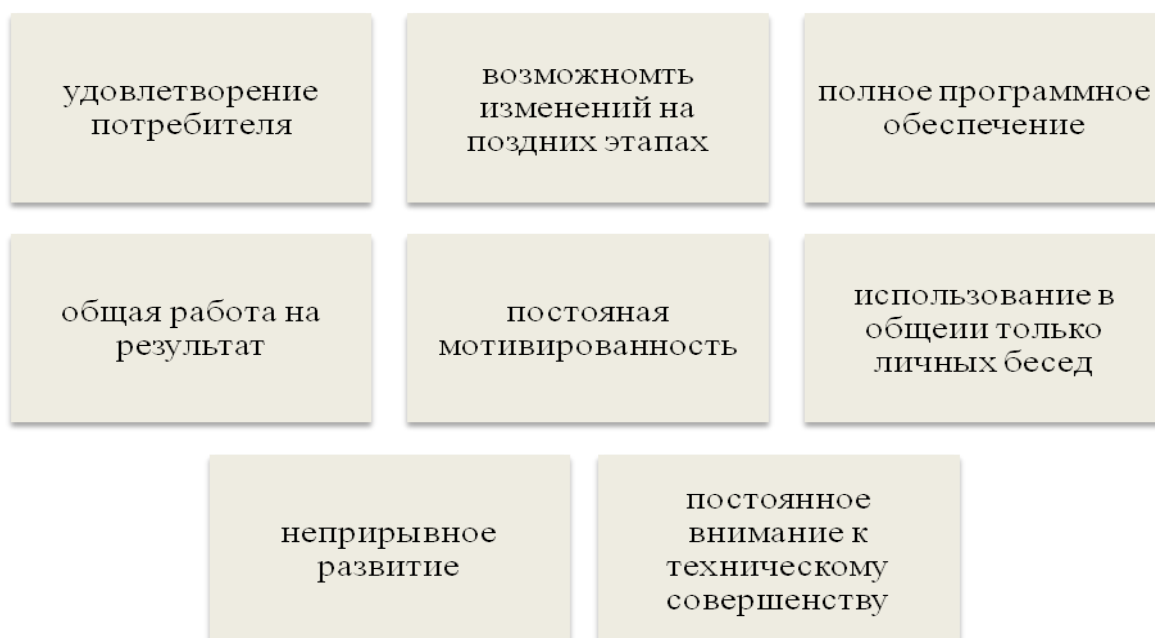 удовлетворение
потребителя
возможномть
изменений на
поздних этапах
полное программное
обеспечение
общая работа на
результат
постояная
мотивированность
использование в
общеии только
личных бесед
неприрывное
развитие
постоянное
внимание к
техническому
совершенству